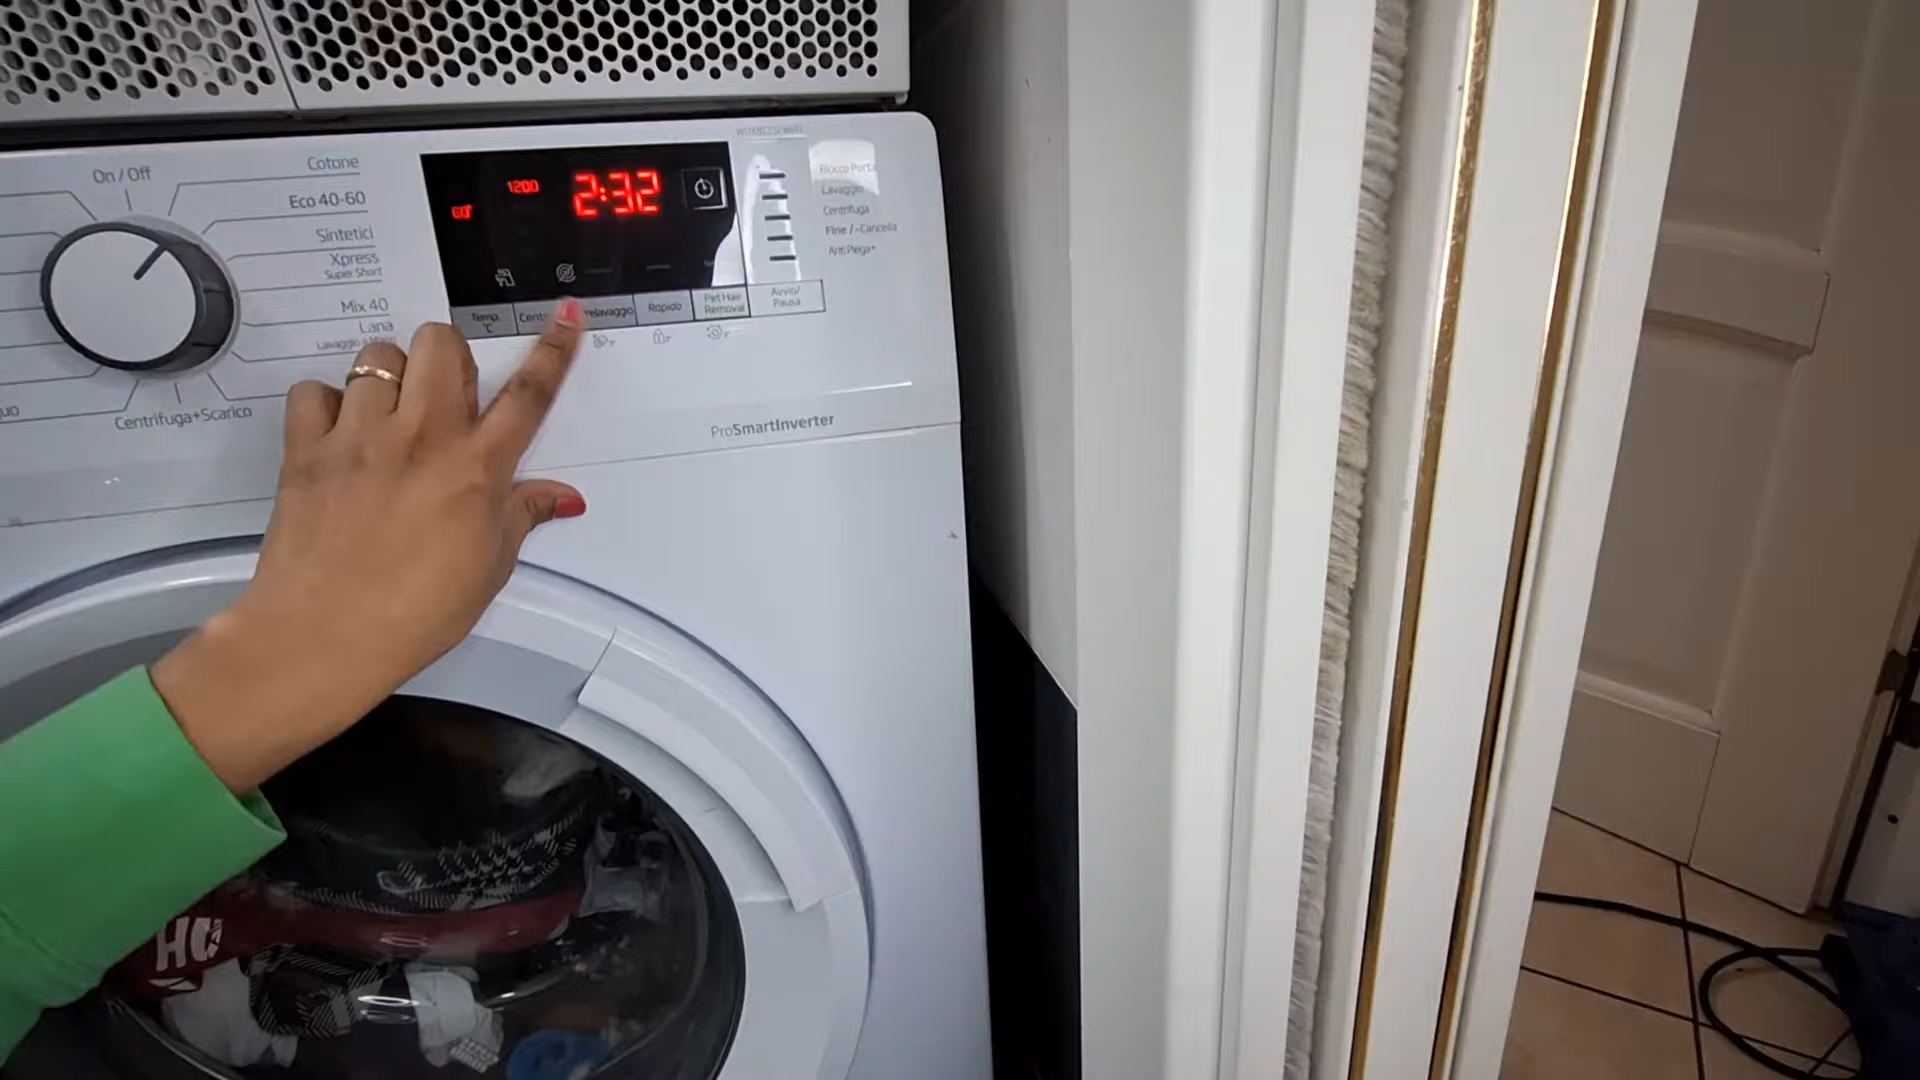 On / Off
Cotone
Eco 40-60
Sintetici
Xpress
Super Short
Mix 40
Lana
Centrifuga+Scarico
1200
2:32
60°
Blocco Porta
Lavaggio
Centrifuga
Fine /-Cancella
Anti Piega+
Temp.
°C
Rapido
Pet Hair
Removal
Avvio/
Pausa
ProSmartInverter